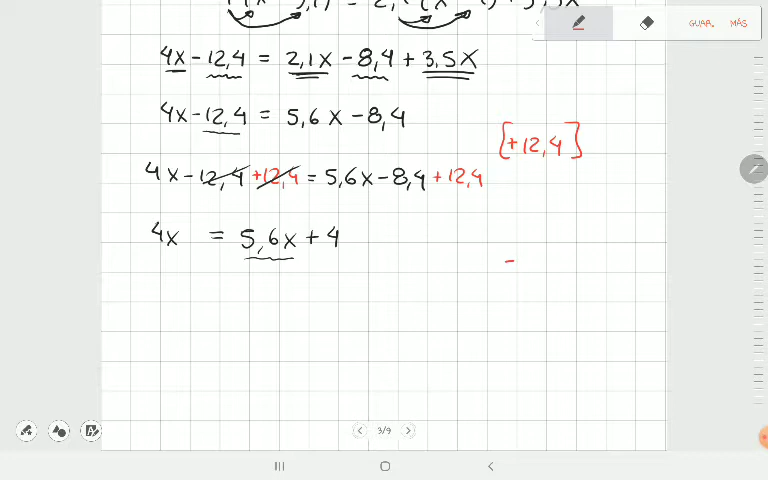 GUAR. MÁS
4x - 12,4 = 2,1x - 8,4 + 3,5x
4x - 12,4 = 5,6x - 8,4
[+12,4]
4x - 12,4 + 12,4 = 5,6x - 8,4 + 12,4
4x = 5,6x + 4
-
3/9